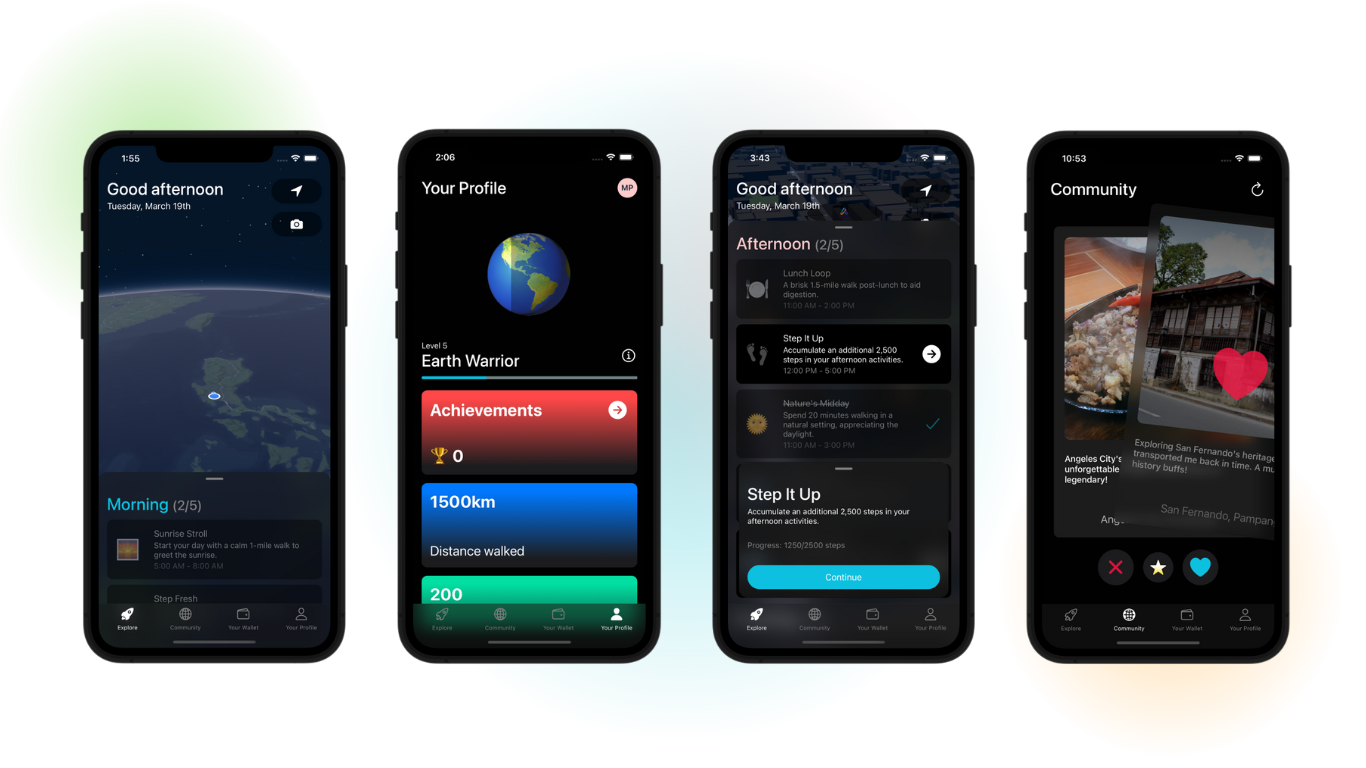 1:55
Good afternoon
Tuesday, March 19th
Morning (2/5)
Sunrise Stroll
Start your day with a calm 1-mile walk to
greet the sunrise.
5:00 AM - 8:00 AM
Step Fresh
Explore
Community
Your Wallet
Your Profile
2:06
Your Profile
MP
Level 5
Earth Warrior
Achievements
0
1500km
Distance walked
200
Explore
Community
Your Wallet
Your Profile
3:43
Good afternoon
Tuesday, March 19th
Afternoon (2/5)
Lunch Loop
A brisk 1.5-mile walk post-lunch to aid
digestion.
11:00 AM - 2:00 PM
Step It Up
Accumulate an additional 2,500
steps in your afternoon activities.
12:00 PM - 5:00 PM
Nature's Midday
Spend 20 minutes walking in a
natural setting, appreciating the
daylight.
11:00 AM - 3:00 PM
Step It Up
Accumulate an additional 2,500 steps in your
afternoon activities.
Progress: 1250/2500 steps
Continue
Explore
Community
Your Wallet
Your Profile
10:53
Community
Angeles City's
unforgettable
legendary!
Exploring San Fernando's heritage
transported me back in time. A mu
history buffs!
San Fernando, Pampan
Explore
Community
Your Wallet
Your Profile